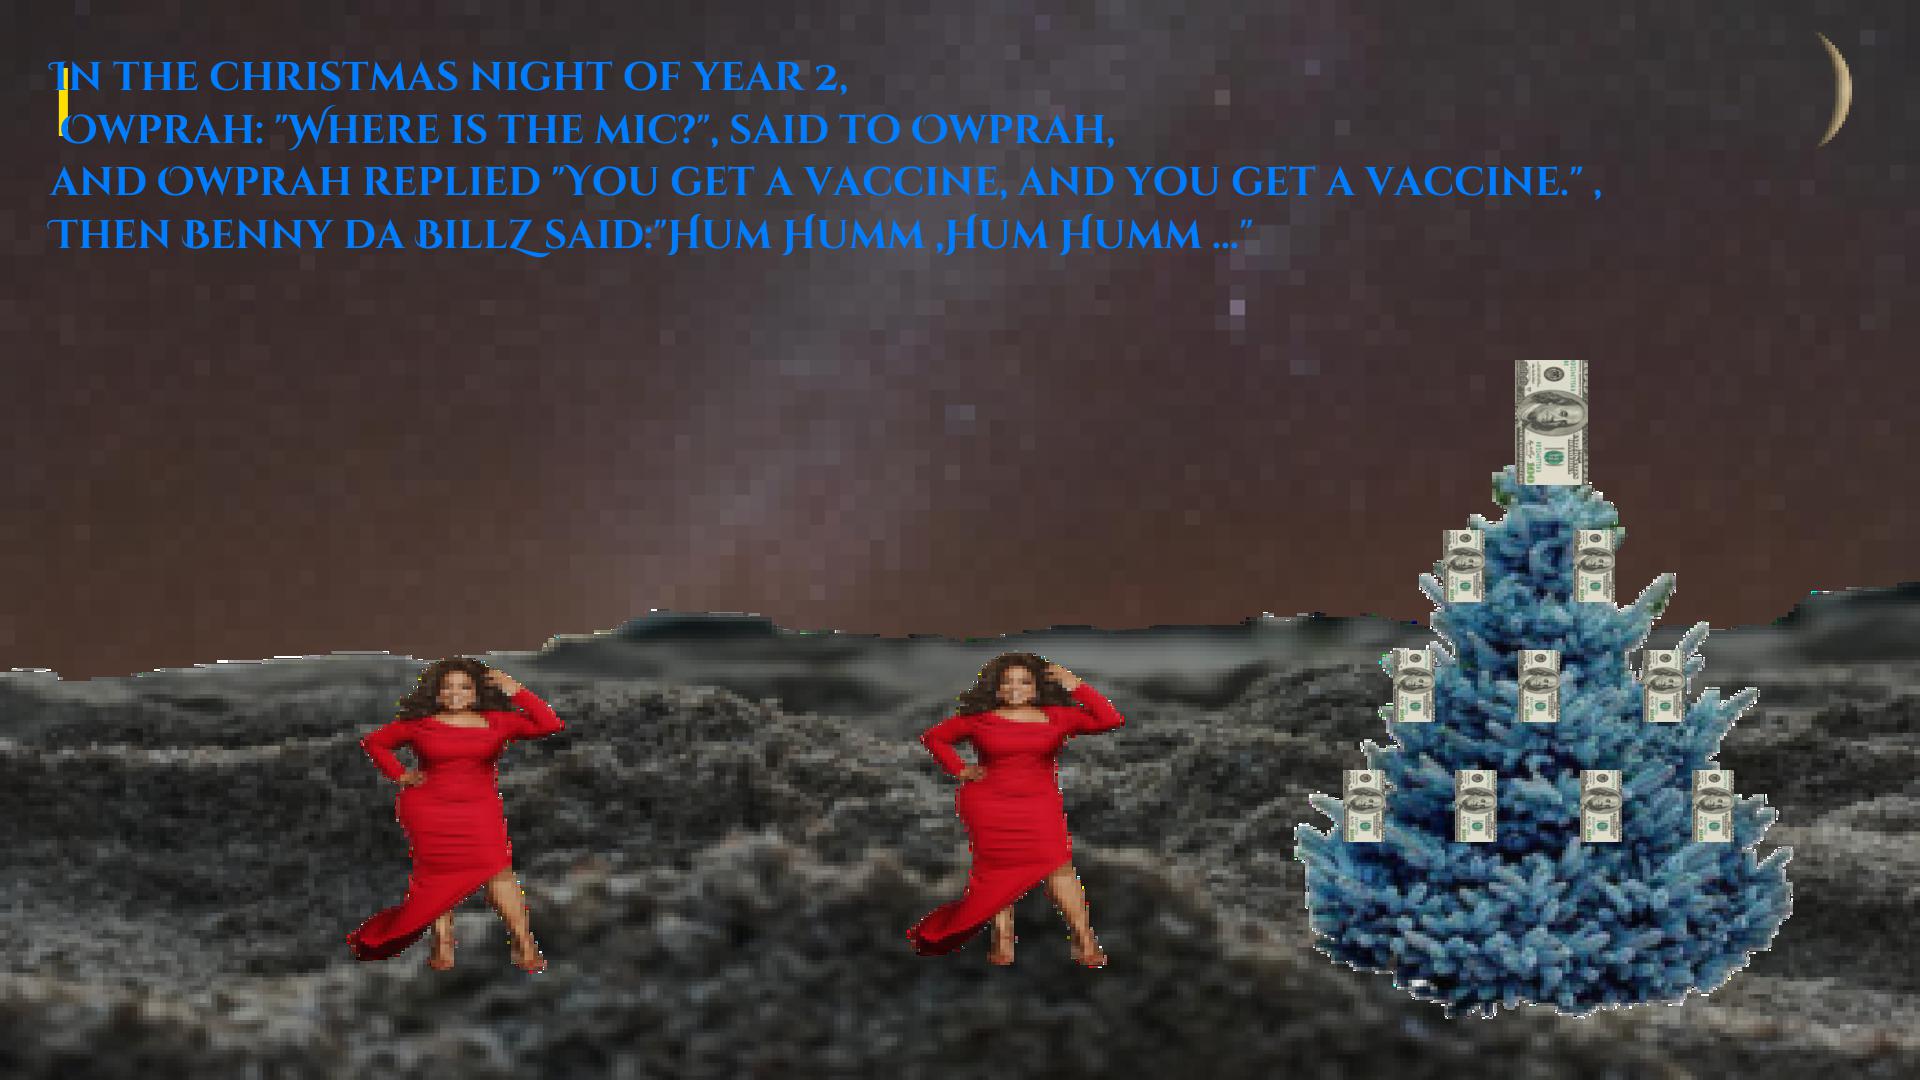 In the Christmas night of year 2,
Owprah: "Where is the mic?", said to Owprah,
and Owprah replied "You get a vaccine, and you get a vaccine." ,
Then Benny da Billz said:"Hum Humm ,Hum Humm ..."